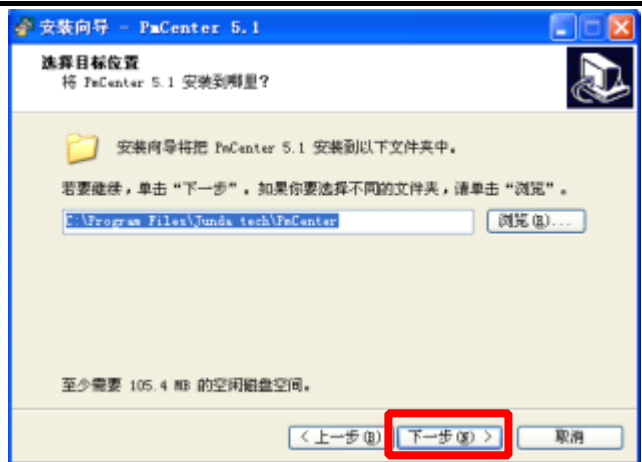 安装向导 - PmCenter 5.1
选择目标位置
将 PmCenter 5.1 安装到哪里？
安装向导将把 PmCenter 5.1 安装到以下文件夹中。
若要继续，单击“下一步”。如果你要选择不同的文件夹，请单击“浏览”。
C:\Program Files\Junda tech\PmCenter
浏览(R)...
至少需要 105.4 MB 的空闲磁盘空间。
< 上一步(B)
下一步(N) >
取消